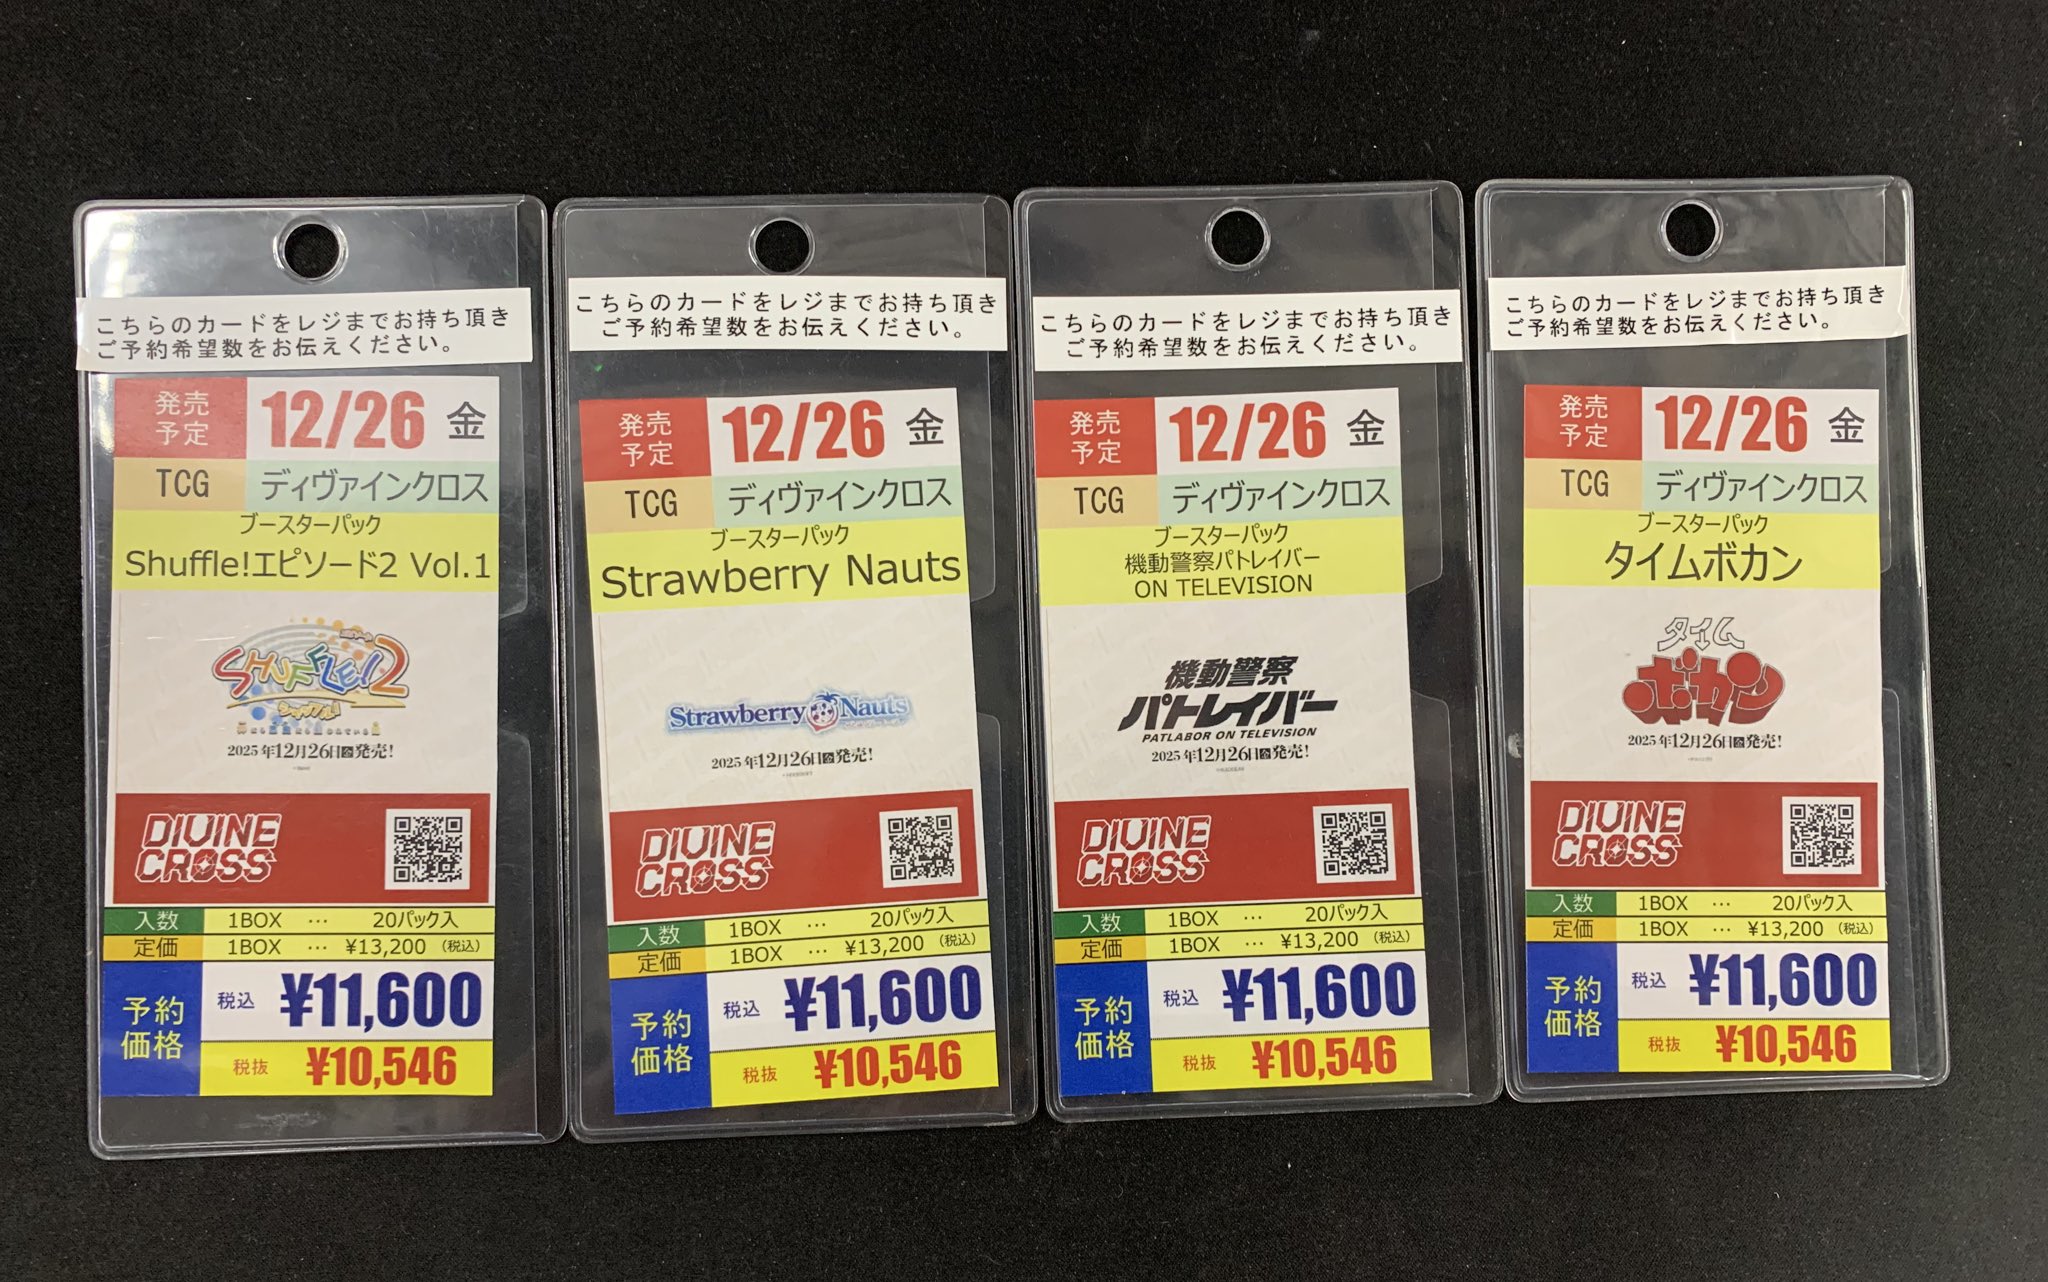 こちらのカードをレジまでお持ち頂き
ご予約希望数をお伝えください。
発売
予定
12/26 金
TCG ディヴァインクロス
ブースターパック
Shuffle!エピソード2 Vol.1
SHUFFLE!2
シャッフル!
2025年12月26日金発売!
DIVINE
CROSS
入数 1BOX … 20パック入
定価 1BOX … ¥13,200 (税込)
予約
価格
税込 ¥11,600
税抜 ¥10,546
こちらのカードをレジまでお持ち頂き
ご予約希望数をお伝えください。
発売
予定
12/26 金
TCG ディヴァインクロス
ブースターパック
Strawberry Nauts
Strawberry Nauts
2025年12月26日金発売!
DIVINE
CROSS
入数 1BOX … 20パック入
定価 1BOX … ¥13,200 (税込)
予約
価格
税込 ¥11,600
税抜 ¥10,546
こちらのカードをレジまでお持ち頂き
ご予約希望数をお伝えください。
発売
予定
12/26 金
TCG ディヴァインクロス
ブースターパック
機動警察パトレイバー
ON TELEVISION
機動警察
パトレイバー
PATLABOR ON TELEVISION
2025年12月26日金発売!
DIVINE
CROSS
入数 1BOX … 20パック入
定価 1BOX … ¥13,200 (税込)
予約
価格
税込 ¥11,600
税抜 ¥10,546
こちらのカードをレジまでお持ち頂き
ご予約希望数をお伝えください。
発売
予定
12/26 金
TCG ディヴァインクロス
ブースターパック
タイムボカン
タイム
ボカン
2025年12月26日金発売!
DIVINE
CROSS
入数 1BOX … 20パック入
定価 1BOX … ¥13,200 (税込)
予約
価格
税込 ¥11,600
税抜 ¥10,546